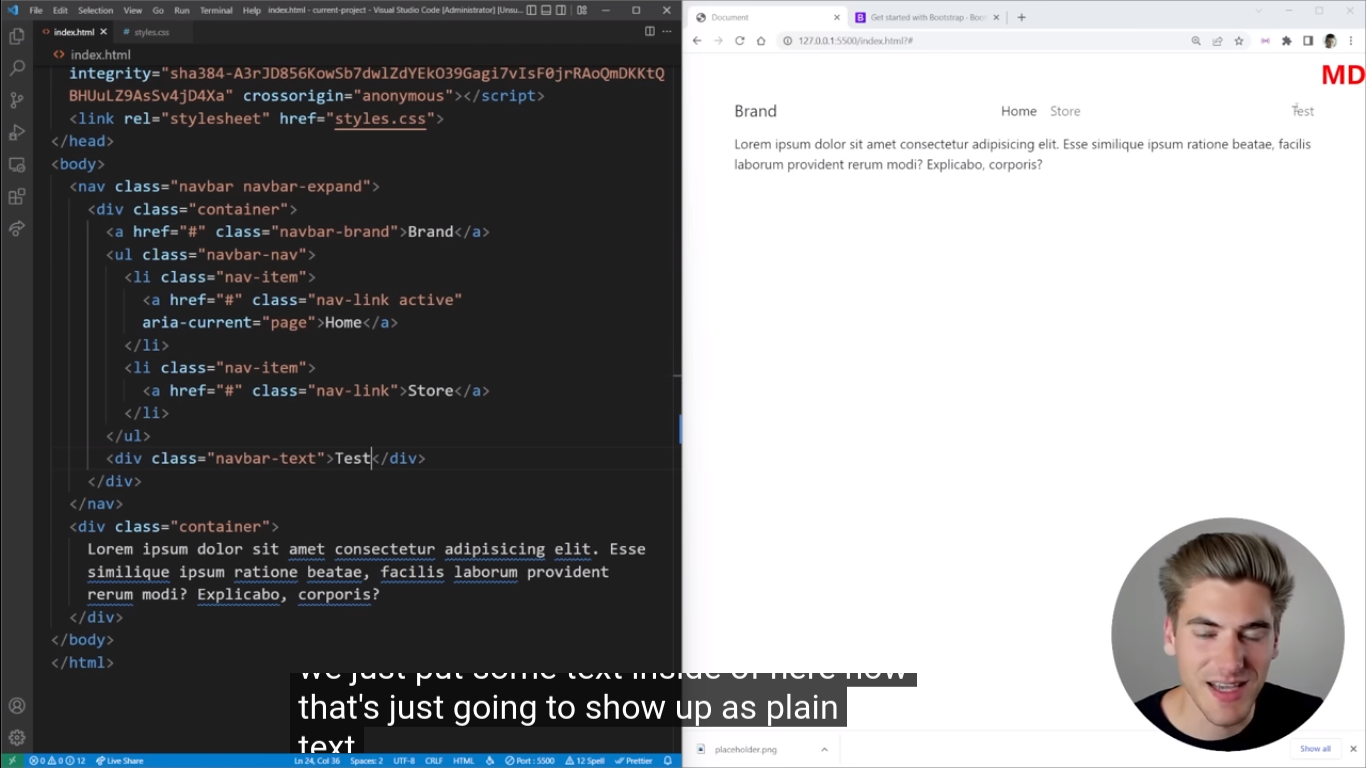 File Edit Selection View Go Run Terminal Help index.html - current-project - Visual Studio Code [Administrator] [Unsu...
index.html styles.css
index.html
integrity="sha384-A3rJD856KowSb7dwlZdYEkO39Gagi7vIsF0jrRAoQmDKKtQ
BHUuLZ9AsSv4jD4Xa" crossorigin="anonymous"></script>
<link rel="stylesheet" href="styles.css">
</head>
<body>
<nav class="navbar navbar-expand">
<div class="container">
<a href="#" class="navbar-brand">Brand</a>
<ul class="navbar-nav">
<li class="nav-item">
<a href="#" class="nav-link active"
aria-current="page">Home</a>
</li>
<li class="nav-item">
<a href="#" class="nav-link">Store</a>
</li>
</ul>
<div class="navbar-text">Test</div>
</div>
</nav>
<div class="container">
Lorem ipsum dolor sit amet consectetur adipisicing elit. Esse
similique ipsum ratione beatae, facilis laborum provident
rerum modi? Explicabo, corporis?
</div>
</body>
</html>
0 0 12 Live Share Ln 24, Col 36 Spaces: 2 UTF-8 CRLF HTML Port : 5500 12 Spell Prettier
Document Get started with Bootstrap · Boot
127.0.0.1:5500/index.html?#
MD
Brand Home Store Test
Lorem ipsum dolor sit amet consectetur adipisicing elit. Esse similique ipsum ratione beatae, facilis
laborum provident rerum modi? Explicabo, corporis?
placeholder.png Show all
we just put some text inside of here now
that's just going to show up as plain
text